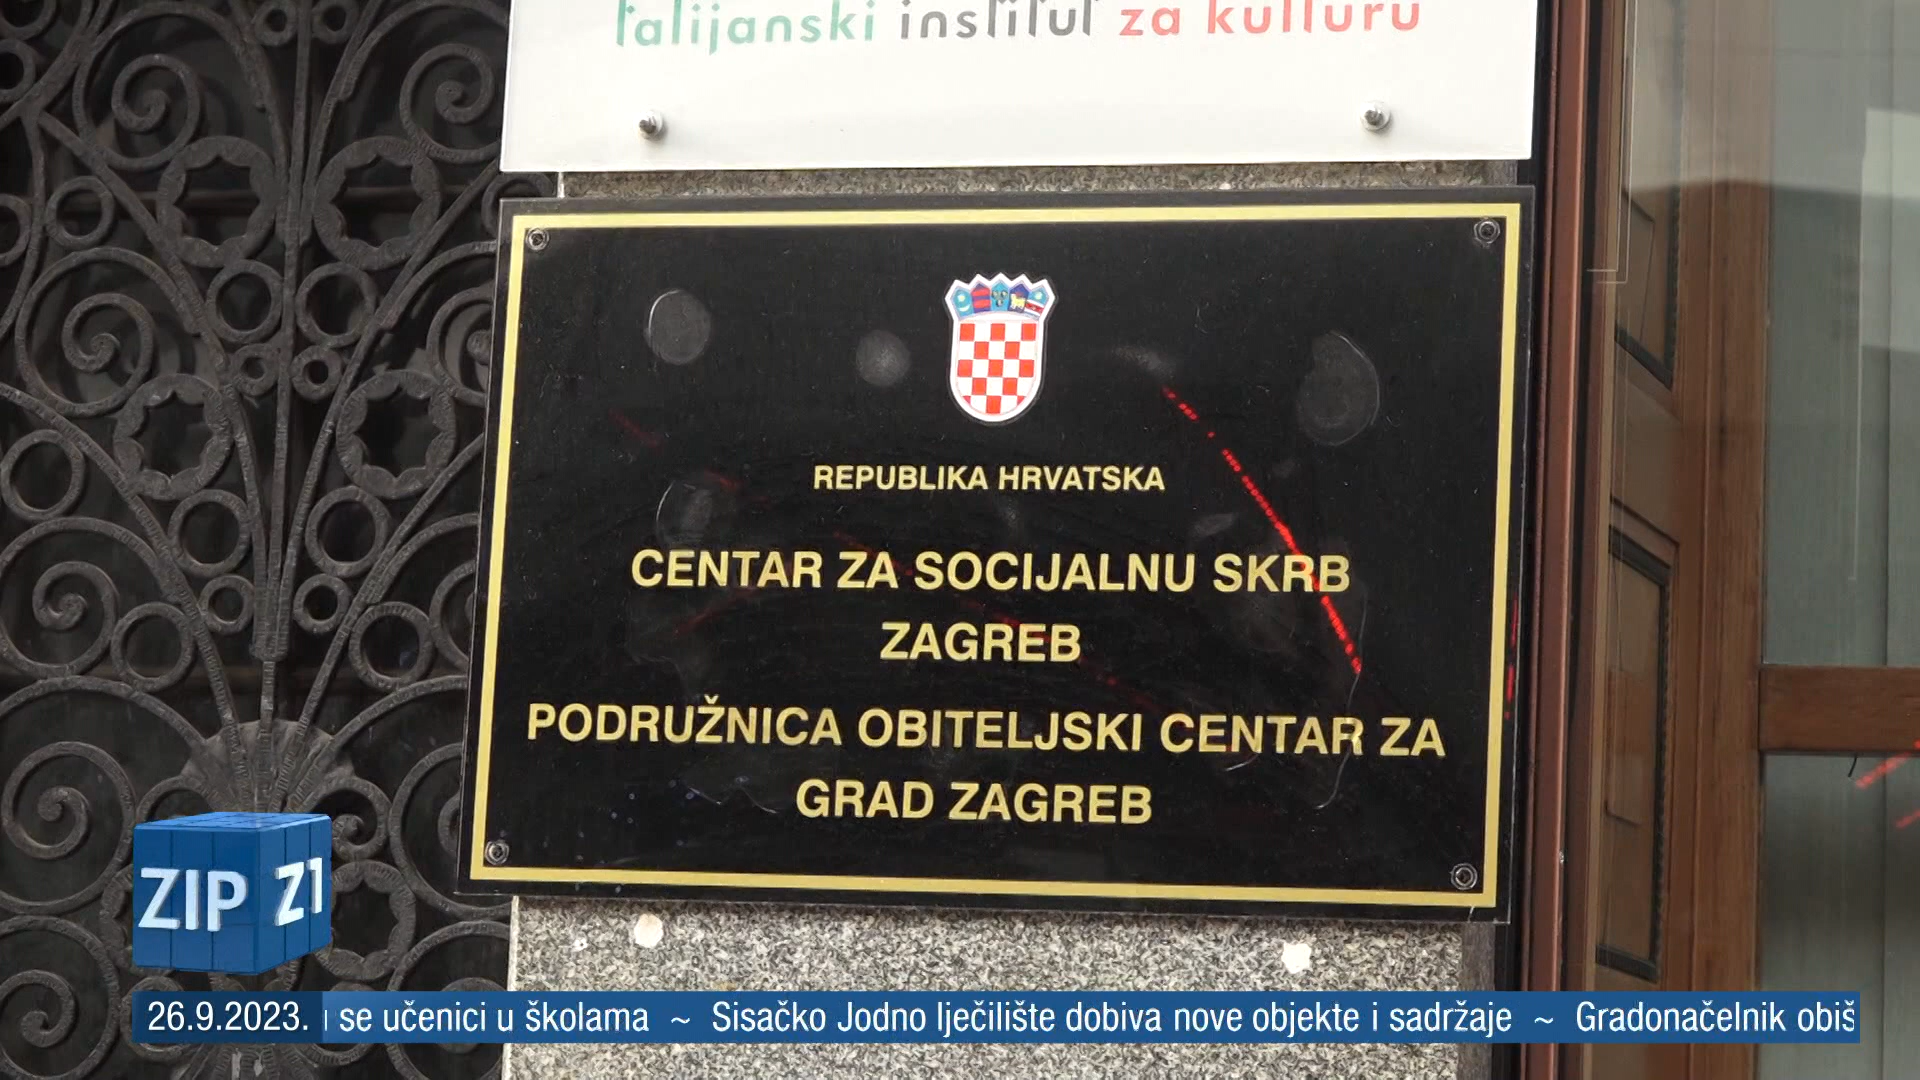 talijanski institut za kulturu
REPUBLIKA HRVATSKA
CENTAR ZA SOCIJALNU SKRB
ZAGREB
PODRUŽNICA OBITELJSKI CENTAR ZA
GRAD ZAGREB
ZIP Z1
26.9.2023. se učenici u školama ~ Sisačko Jodno lječilište dobiva nove objekte i sadržaje ~ Gradonačelnik obiš